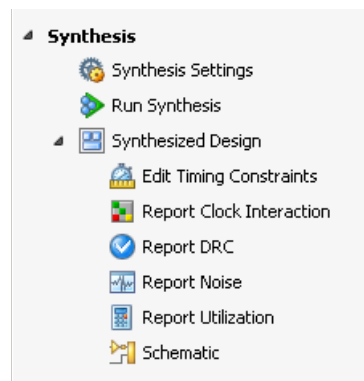 Synthesis
Synthesis Settings
Run Synthesis
Synthesized Design
Edit Timing Constraints
Report Clock Interaction
Report DRC
Report Noise
Report Utilization
Schematic